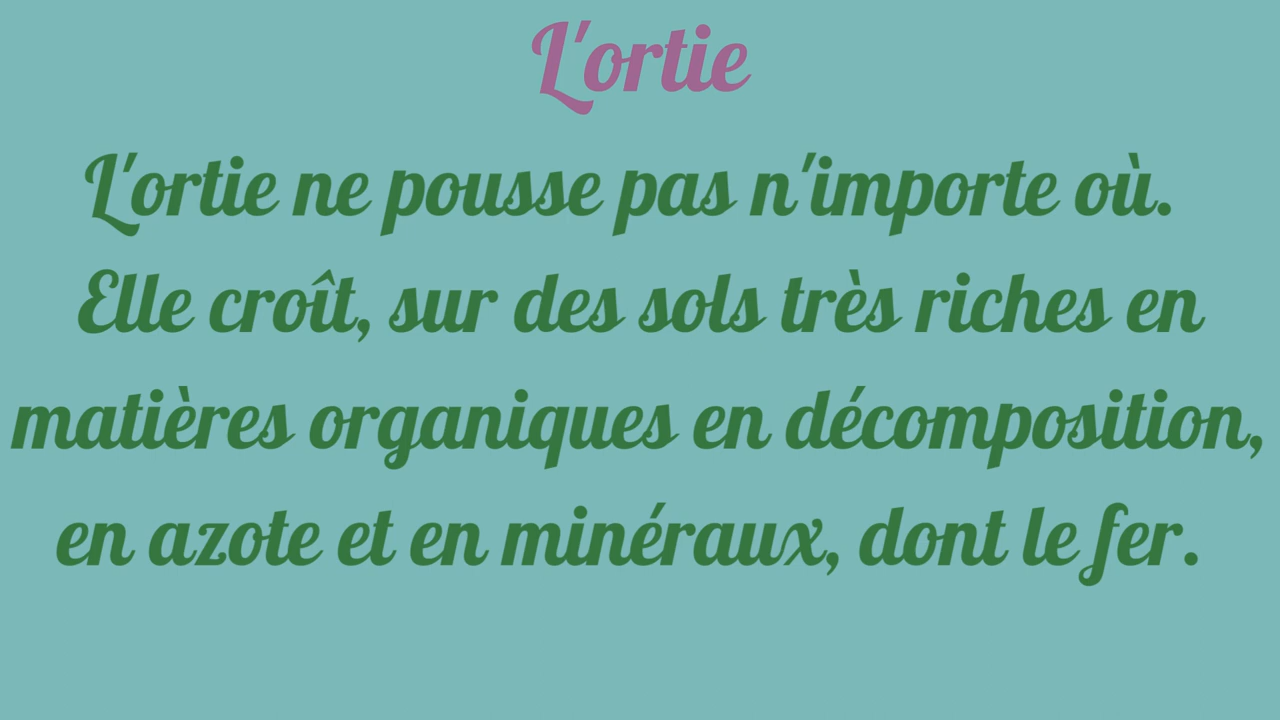 L'ortie
L'ortie ne pousse pas n'importe où.
Elle croît, sur des sols très riches en
matières organiques en décomposition,
en azote et en minéraux, dont le fer.